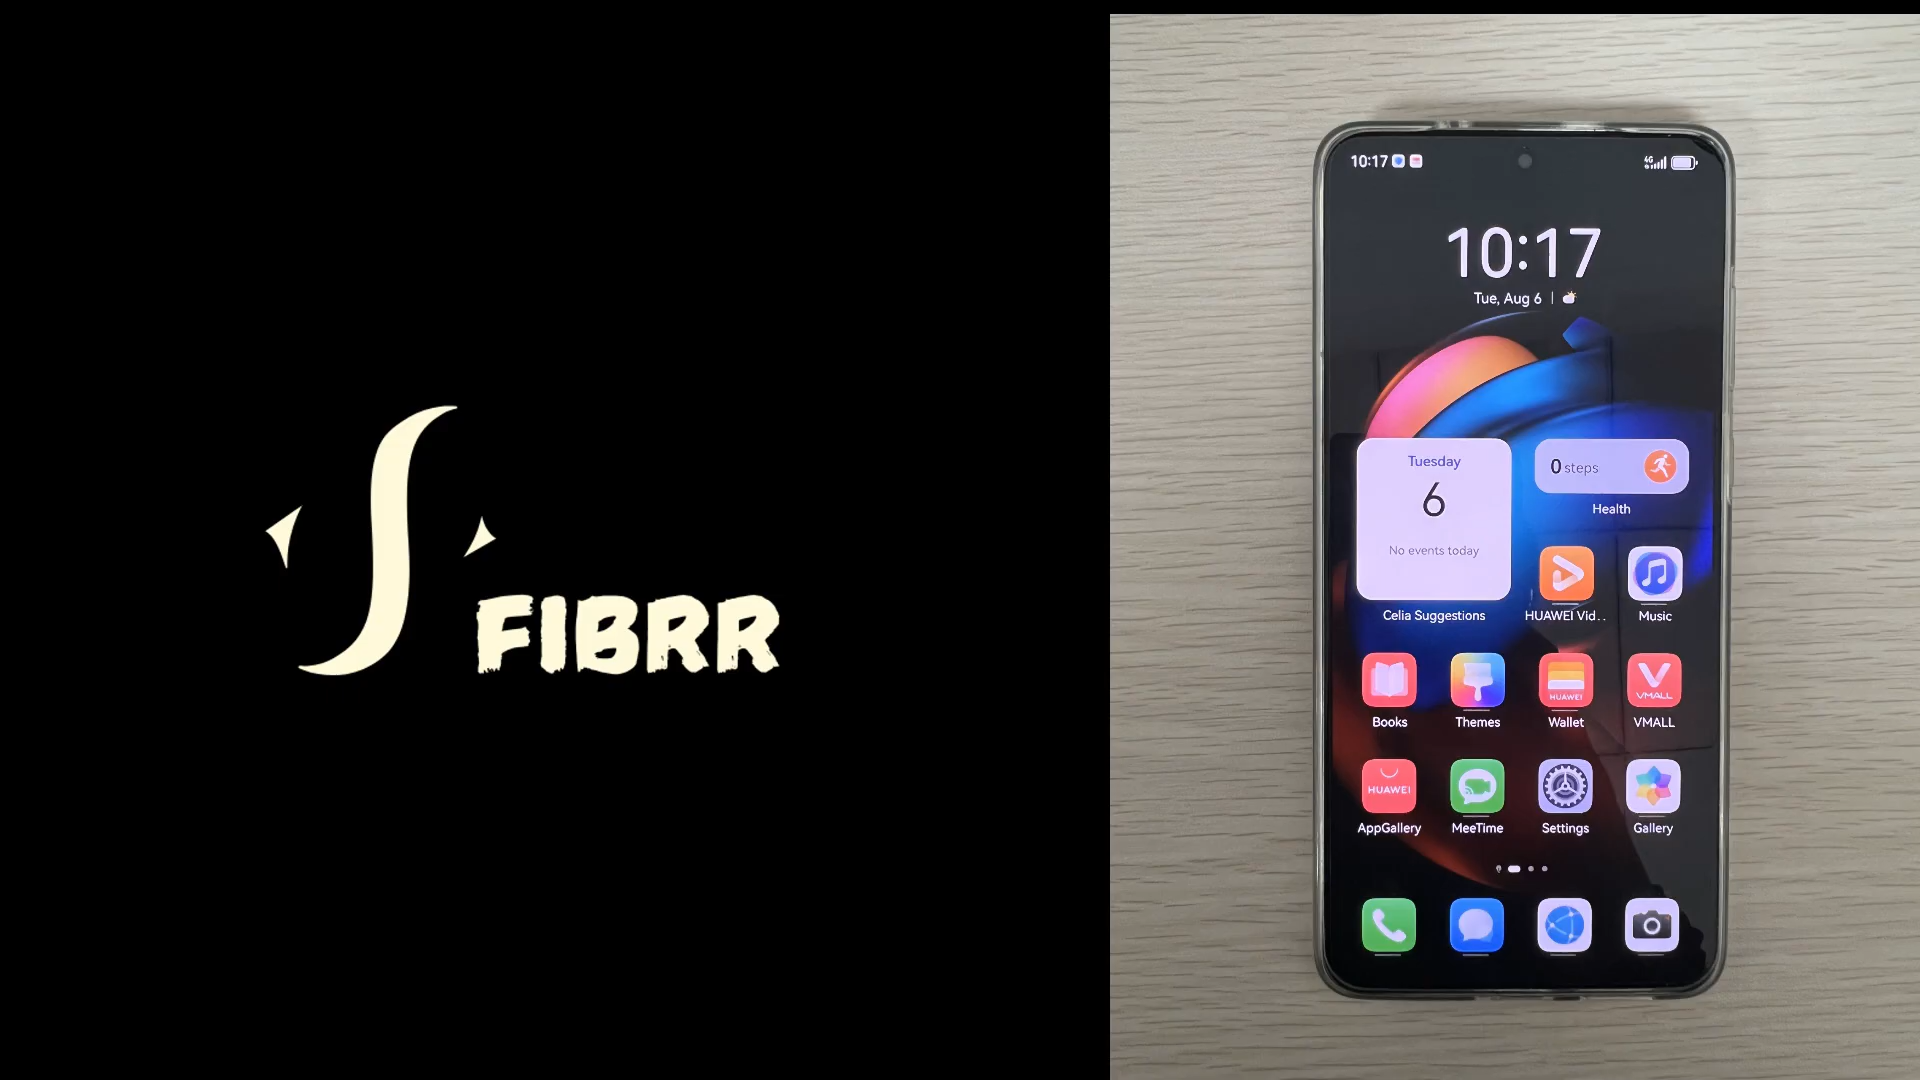 FIBRR
10:17
4G
10:17
Tue, Aug 6
Tuesday
6
No events today
Celia Suggestions
0 steps
Health
HUAWEI Vid..
Music
Books
Themes
HUAWEI
Wallet
VMALL
VMALL
HUAWEI
AppGallery
MeeTime
Settings
Gallery